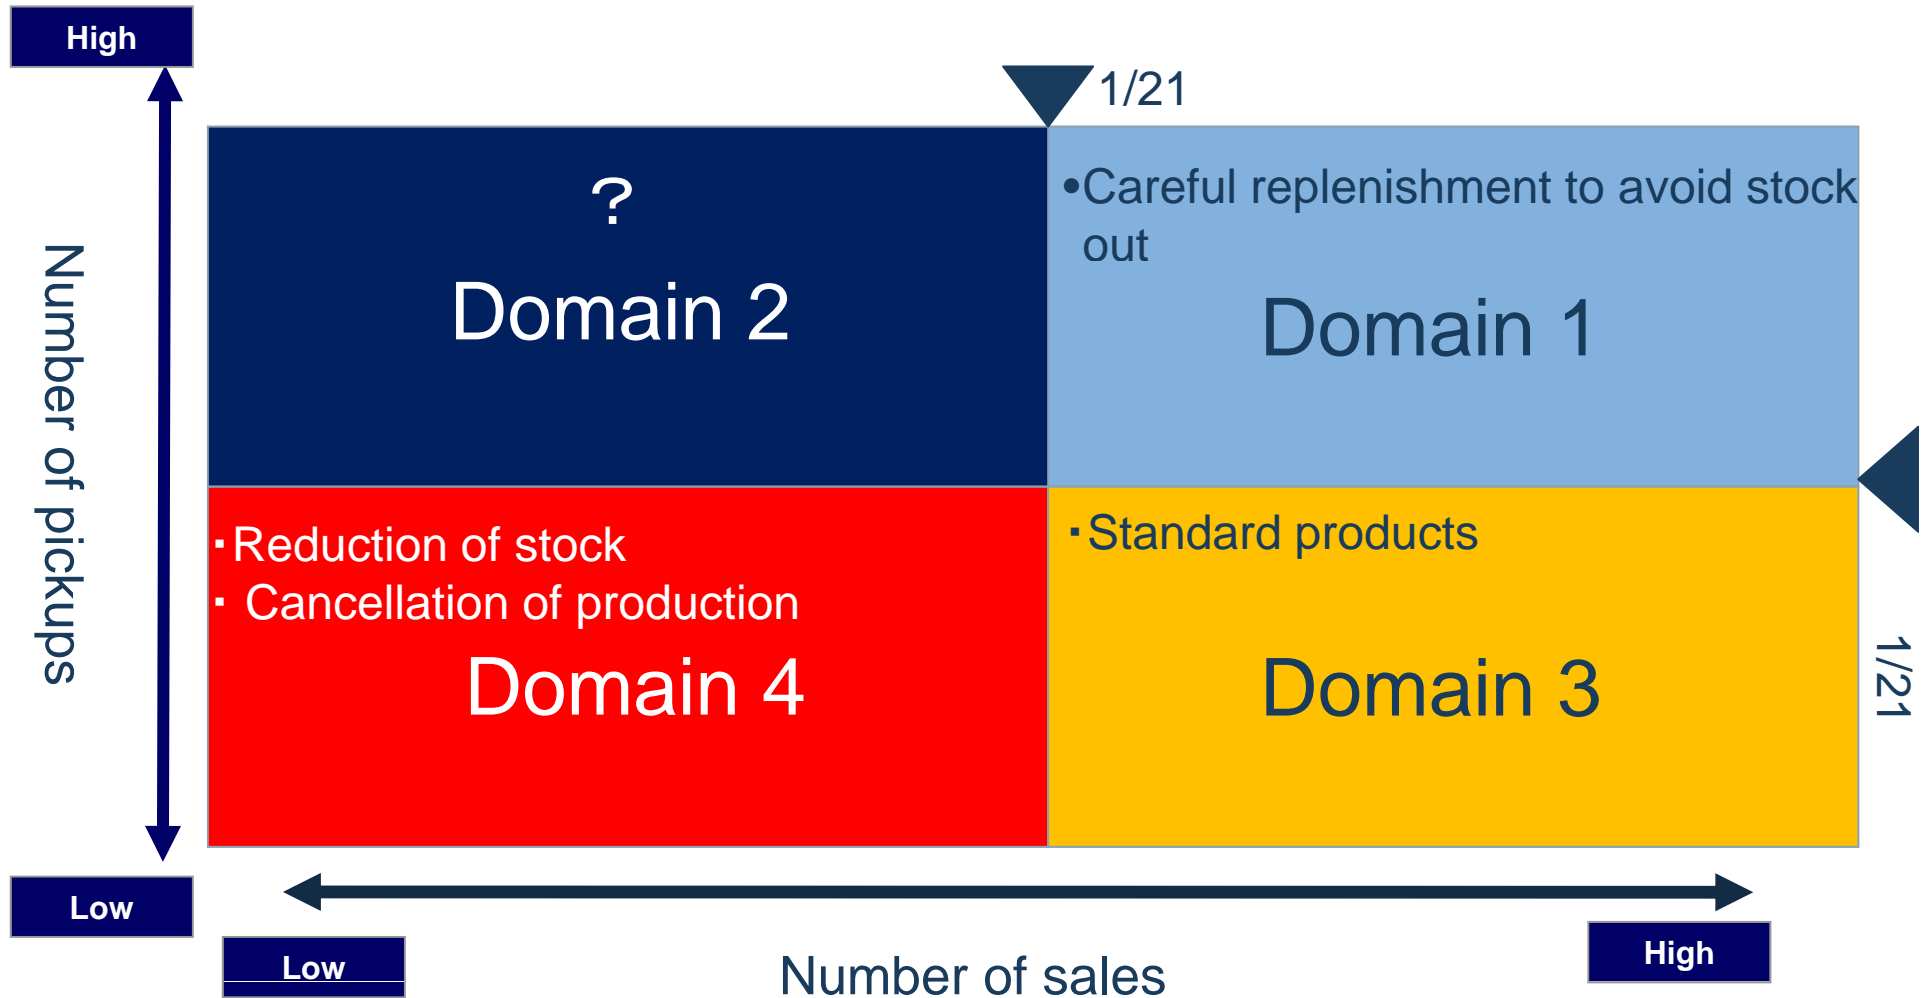 High
1/21
?
Domain 2
•Careful replenishment to avoid stock
out
Domain 1
Number of pickups
・Reduction of stock
・ Cancellation of production
Domain 4
・Standard products
Domain 3
1/21
Low
Low
Number of sales
High